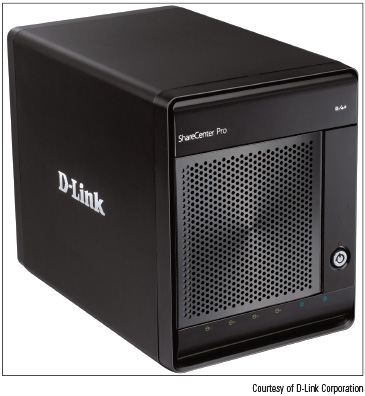 ShareCenter Pro
D-Link
Courtesy of D-Link Corporation